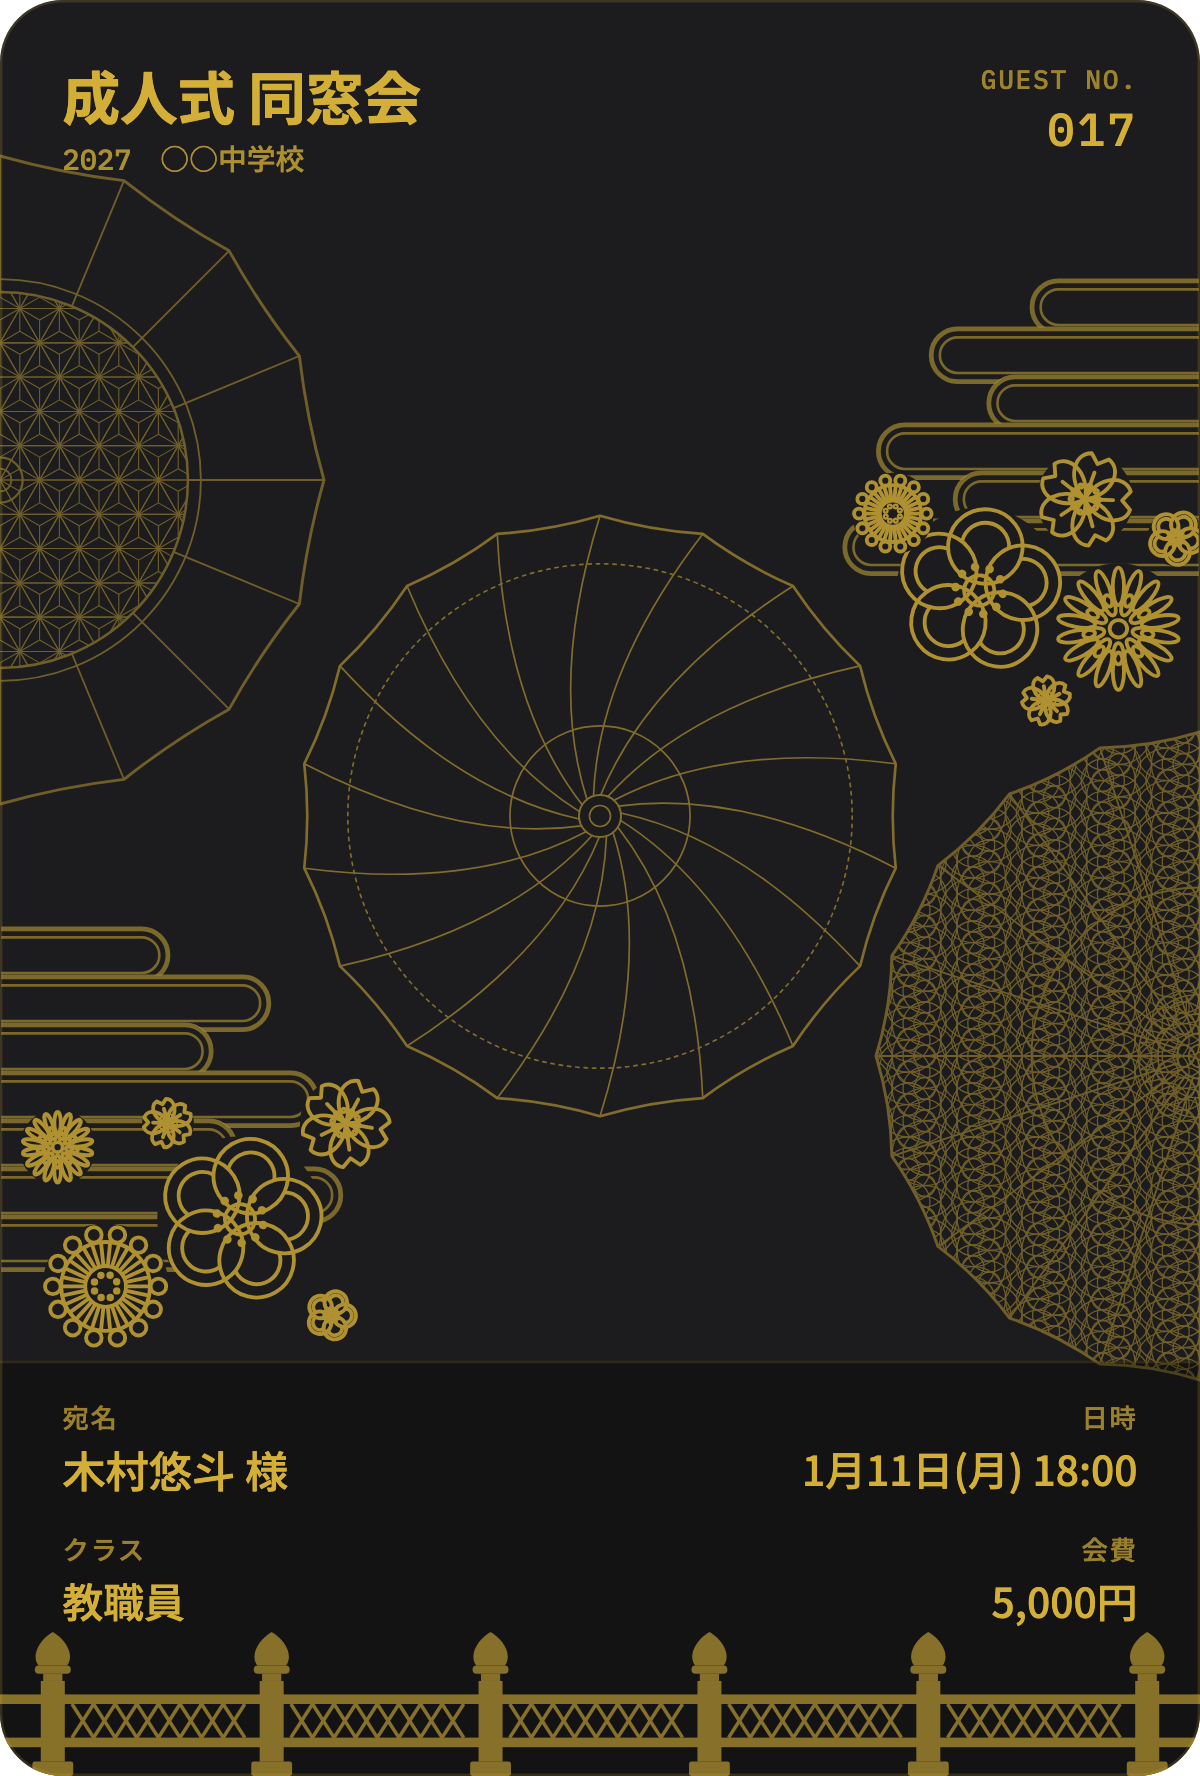 成人式 同窓会
GUEST NO.
017
2027 ○○中学校
宛名
日時
木村悠斗 様
1月11日(月) 18:00
クラス
会費
教職員
5,000円